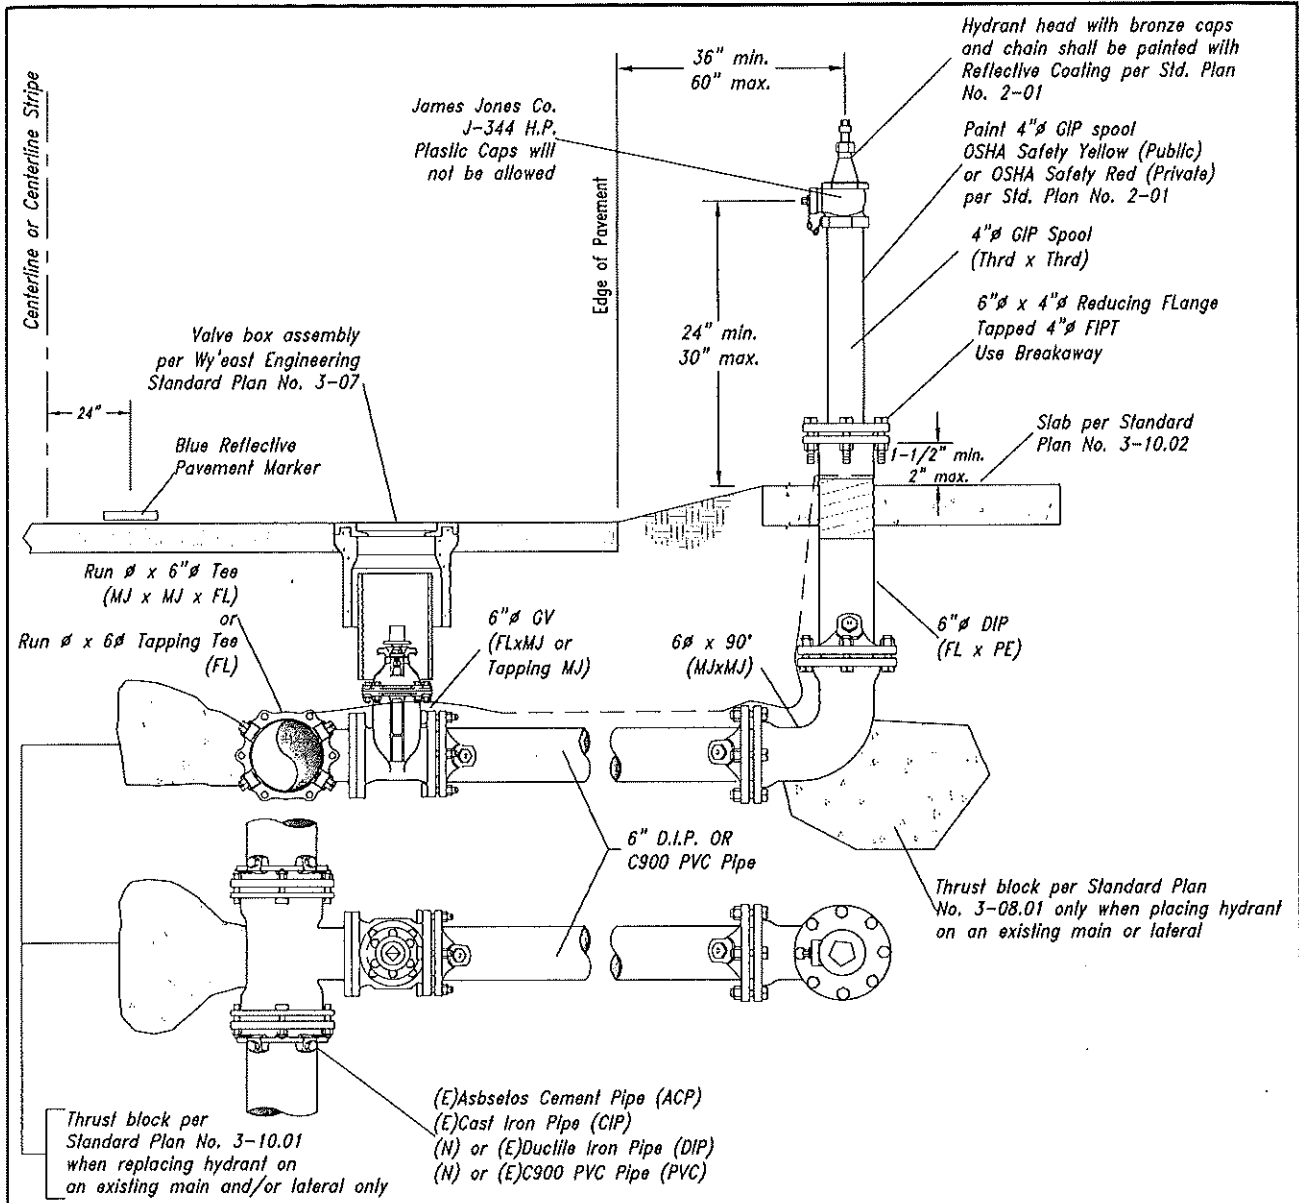 Centerline or Centerline Stripe
24"
Blue Reflective
Pavement Marker
Valve box assembly
per Wy'east Engineering
Standard Plan No. 3-07
James Jones Co.
J-344 H.P.
Plastic Caps will
not be allowed
Edge of Pavement
36" min.
60" max.
24" min.
30" max.
Hydrant head with bronze caps
and chain shall be painted with
Reflective Coating per Std. Plan
No. 2-01
Paint 4"ø GIP spool
OSHA Safety Yellow (Public)
or OSHA Safety Red (Private)
per Std. Plan No. 2-01
4"ø GIP Spool
(Thrd x Thrd)
6"ø x 4"ø Reducing FLange
Tapped 4"ø FIPT
Use Breakaway
1-1/2" min.
2" max.
Slab per Standard
Plan No. 3-10.02
Run ø x 6"ø Tee
(MJ x MJ x FL)
or
Run ø x 6ø Tapping Tee
(FL)
6"ø GV
(FLxMJ or
Tapping MJ)
6ø x 90°
(MJxMJ)
6"ø DIP
(FL x PE)
6" D.I.P. OR
C900 PVC Pipe
Thrust block per Standard Plan
No. 3-08.01 only when placing hydrant
on an existing main or lateral
Thrust block per
Standard Plan No. 3-10.01
when replacing hydrant on
an existing main and/or lateral only
(E)Asbsetos Cement Pipe (ACP)
(E)Cast Iron Pipe (CIP)
(N) or (E)Ductile Iron Pipe (DIP)
(N) or (E)C900 PVC Pipe (PVC)